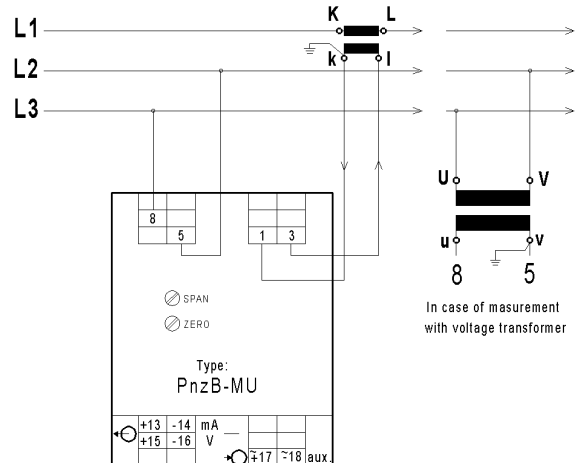 K L
L1
k l
L2
L3
U V
8
5 1 3
u v
8 5
SPAN
In case of masurement
ZERO
with voltage transformer
Type:
PnzB-MU
+13 -14 mA
+15 -16 V
~+17 ~18 aux.